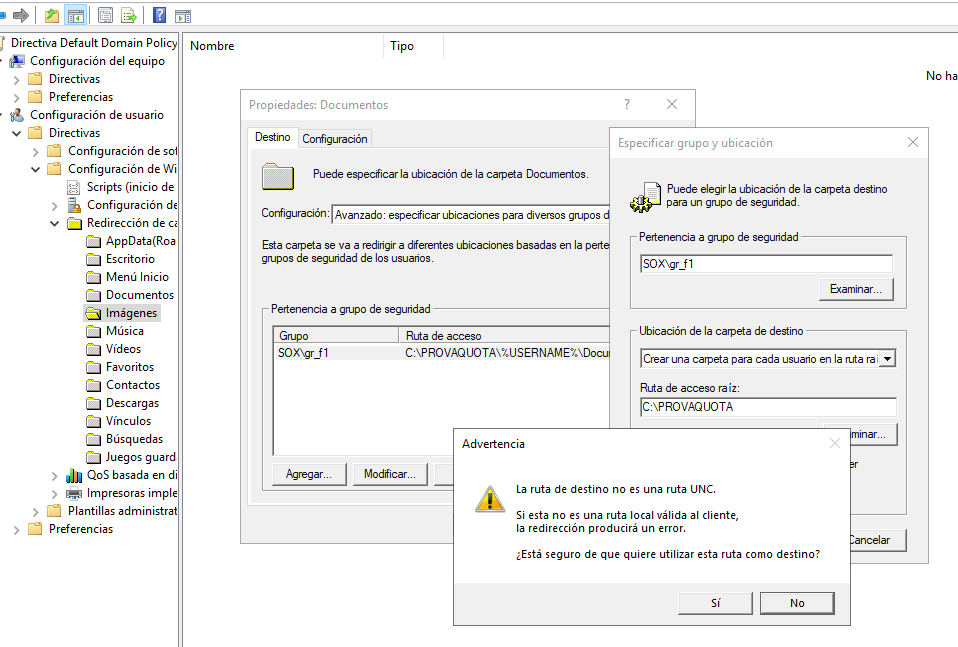 Directiva Default Domain Policy
Configuración del equipo
Directivas
Preferencias
Configuración de usuario
Directivas
Configuración de sof
Configuración de Wi
Scripts (inicio de
Configuración de
Redirección de ca
AppData(Roa
Escritorio
Menú Inicio
Documentos
Imágenes
Música
Vídeos
Favoritos
Contactos
Descargas
Vínculos
Búsquedas
Juegos guard
QoS basada en di
Impresoras imple
Plantillas administrat
Preferencias
Nombre
Tipo
No ha
Propiedades: Documentos
?
Destino
Configuración
Puede especificar la ubicación de la carpeta Documentos.
Configuración:
Avanzado: especificar ubicaciones para diversos grupos d
Esta carpeta se va a redirigir a diferentes ubicaciones basadas en la perte
grupos de seguridad de los usuarios.
Pertenencia a grupo de seguridad
Grupo
Ruta de acceso
SOX\gr_f1
C:\PROVAQUOTA\%USERNAME%\Docu
Agregar...
Modificar...
Especificar grupo y ubicación
Puede elegir la ubicación de la carpeta destino
para un grupo de seguridad.
Pertenencia a grupo de seguridad
SOX\gr_f1
Examinar...
Ubicación de la carpeta de destino
Crear una carpeta para cada usuario en la ruta raí
Ruta de acceso raíz:
C:\PROVAQUOTA
minar...
er
Cancelar
Advertencia
La ruta de destino no es una ruta UNC.
Si esta no es una ruta local válida al cliente,
la redirección producirá un error.
¿Está seguro de que quiere utilizar esta ruta como destino?
Sí
No